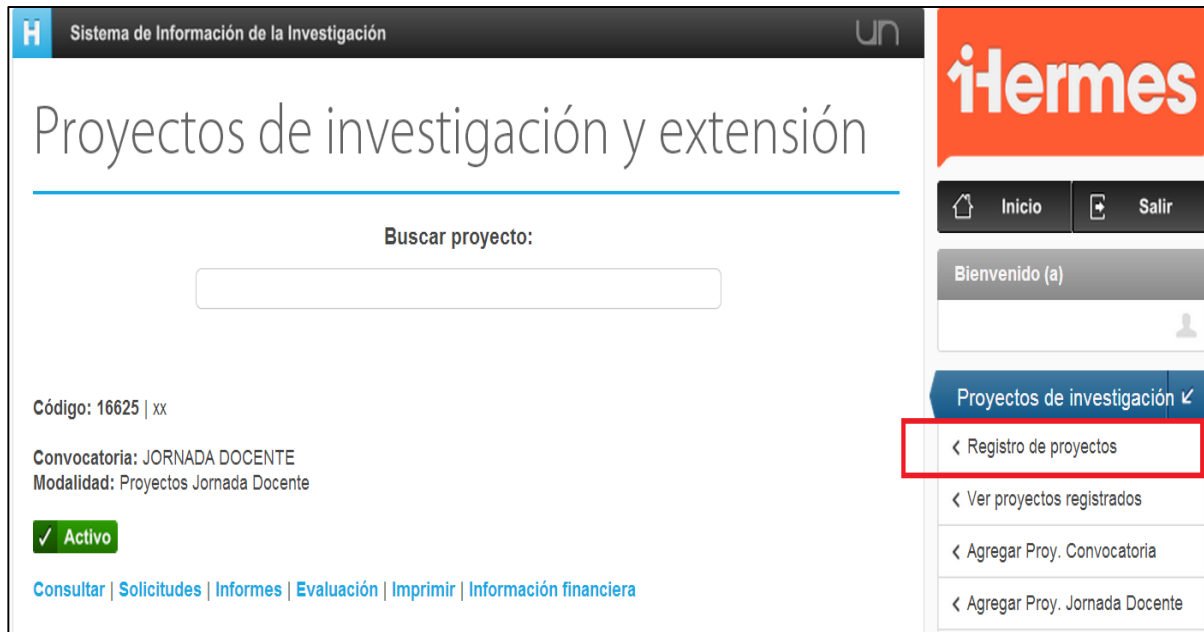 H Sistema de Información de la Investigación un
Proyectos de investigación y extensión
Buscar proyecto:
Código: 16625 | xx
Convocatoria: JORNADA DOCENTE
Modalidad: Proyectos Jornada Docente
✓ Activo
Consultar | Solicitudes | Informes | Evaluación | Imprimir | Información financiera
Hermes
Inicio Salir
Bienvenido (a)
Proyectos de investigación
Registro de proyectos
Ver proyectos registrados
Agregar Proy. Convocatoria
Agregar Proy. Jornada Docente